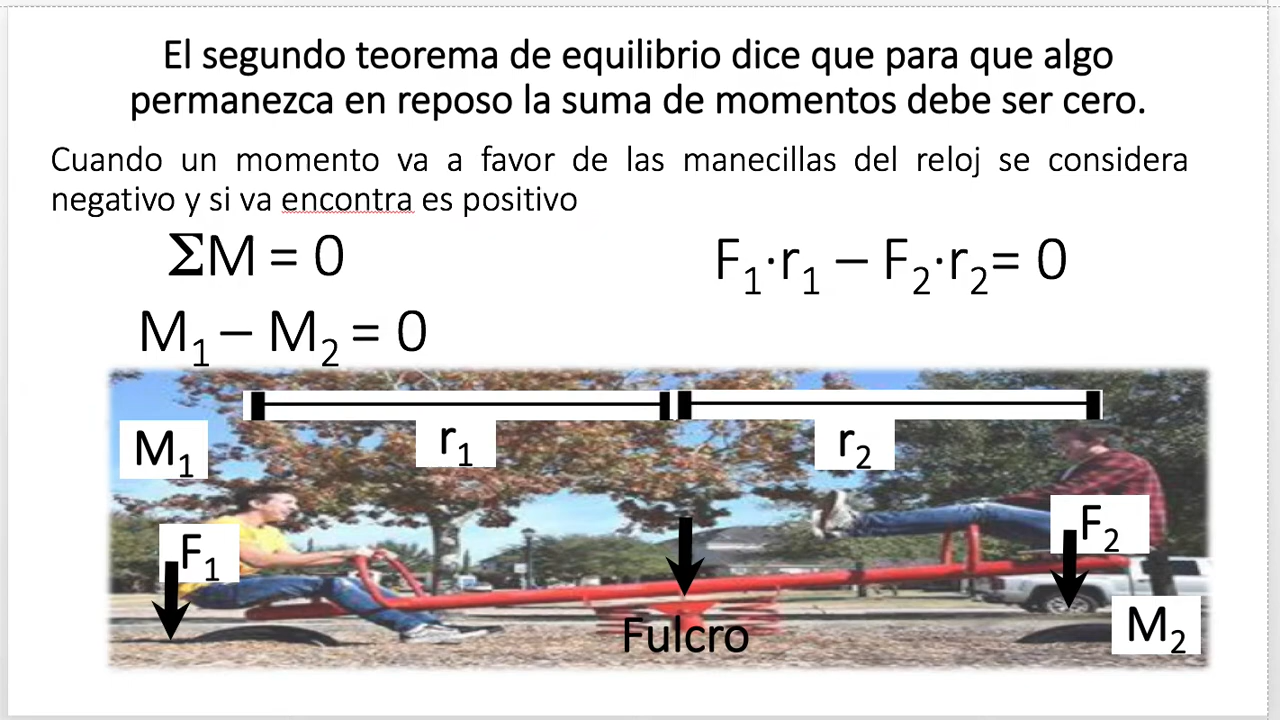 El segundo teorema de equilibrio dice que para que algo
permanezca en reposo la suma de momentos debe ser cero.
Cuando un momento va a favor de las manecillas del reloj se considera
negativo y si va encontra es positivo
ΣM = 0
F₁·r₁ – F₂·r₂= 0
M₁ – M₂ = 0
r₁
r₂
M₁
F₁
F₂
Fulcro
M₂